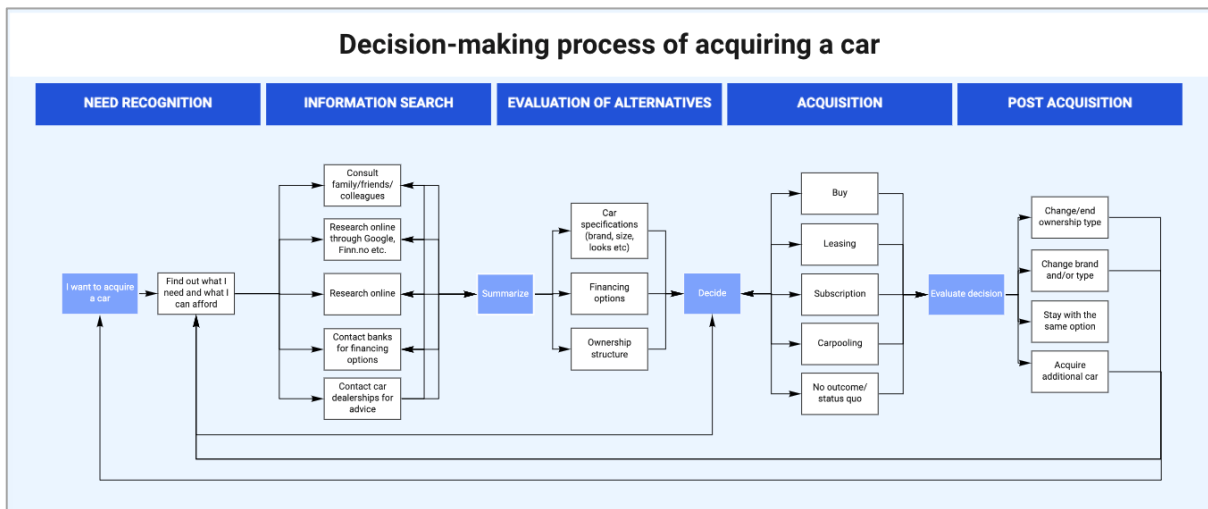 Decision-making process of acquiring a car
NEED RECOGNITION
INFORMATION SEARCH
EVALUATION OF ALTERNATIVES
ACQUISITION
POST ACQUISITION
I want to acquire
a car
Find out what I
need and what I
can afford
Consult
family/friends/
colleagues
Research online
through Google,
Finn.no etc.
Research online
Contact banks
for financing
options
Contact car
dealerships for
advice
Summarize
Car
specifications
(brand, size,
looks etc)
Financing
options
Ownership
structure
Decide
Buy
Leasing
Subscription
Carpooling
No outcome/
status quo
Evaluate decision
Change/end
ownership type
Change brand
and/or type
Stay with the
same option
Acquire
additional car